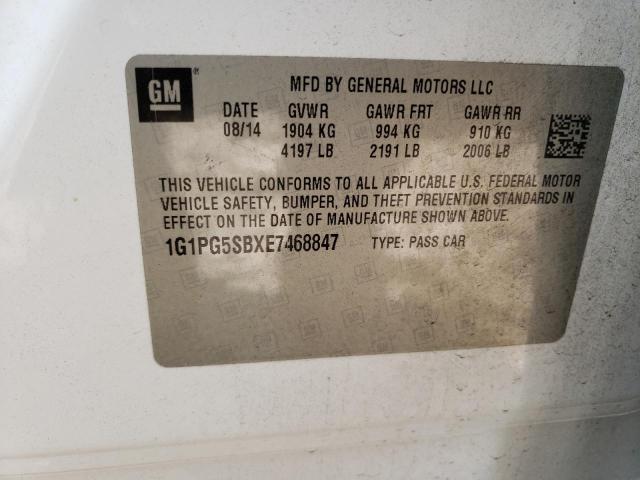 GM ®
MFD BY GENERAL MOTORS LLC
DATE GVWR GAWR FRT GAWR RR
08/14 1904 KG 994 KG 910 KG
4197 LB 2191 LB 2006 LB
THIS VEHICLE CONFORMS TO ALL APPLICABLE U.S. FEDERAL MOTOR
VEHICLE SAFETY, BUMPER, AND THEFT PREVENTION STANDARDS IN
EFFECT ON THE DATE OF MANUFACTURE SHOWN ABOVE.
1G1PG5SBXE7468847 TYPE: PASS CAR